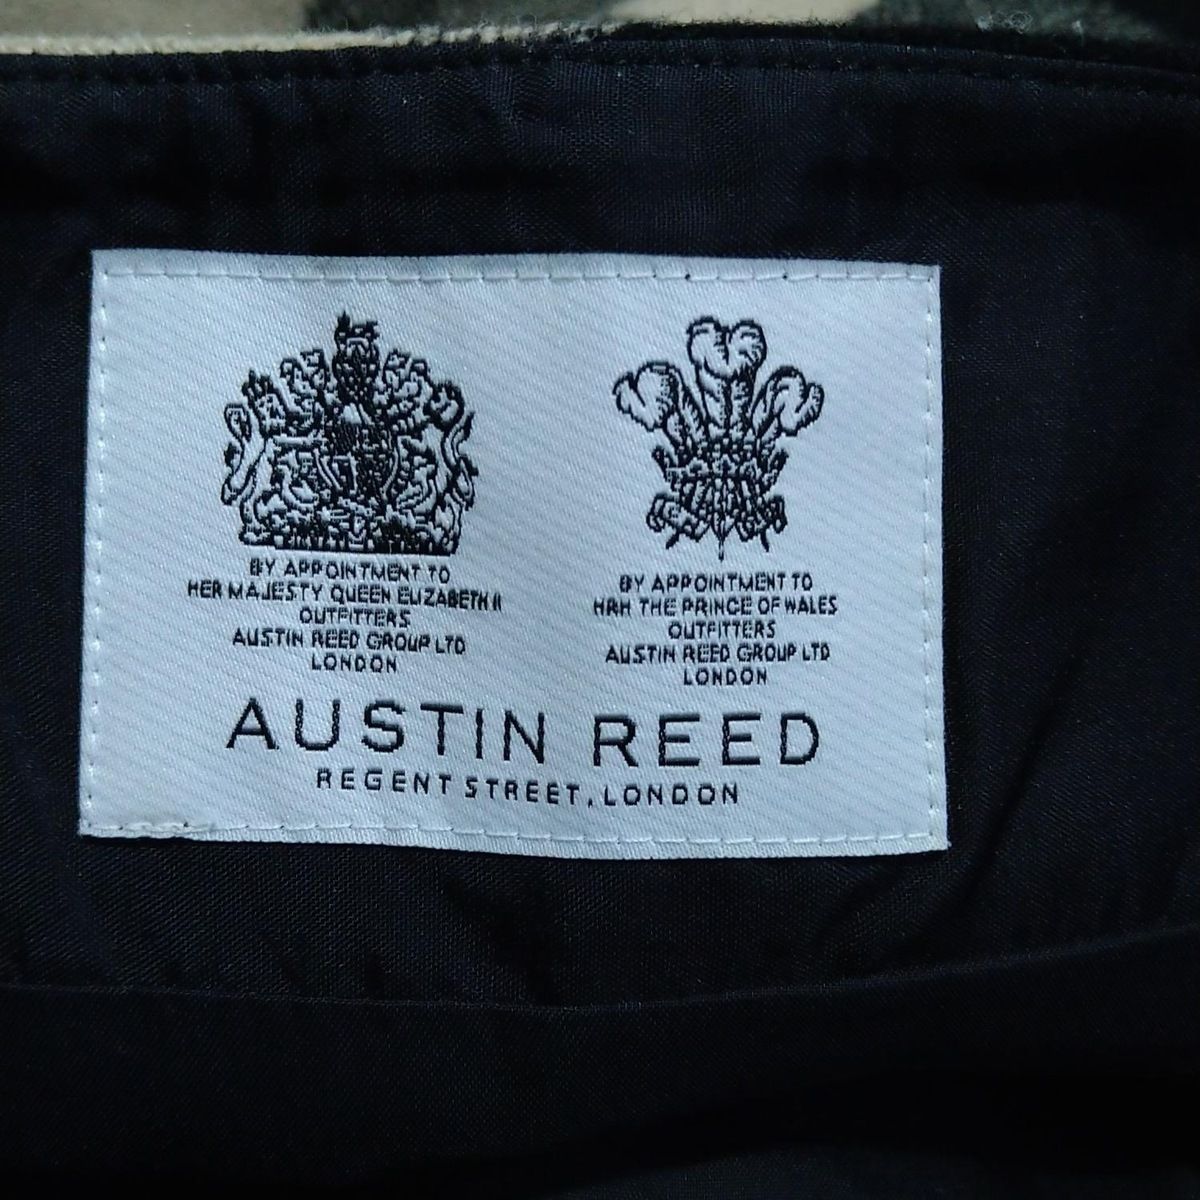 BY APPOINTMENT TO
HER MAJESTY QUEEN ELIZABETH II
OUTFITTERS
AUSTIN REED GROUP LTD
LONDON
BY APPOINTMENT TO
HRH THE PRINCE OF WALES
OUTFITTERS
AUSTIN REED GROUP LTD
LONDON
AUSTIN REED
REGENT STREET, LONDON